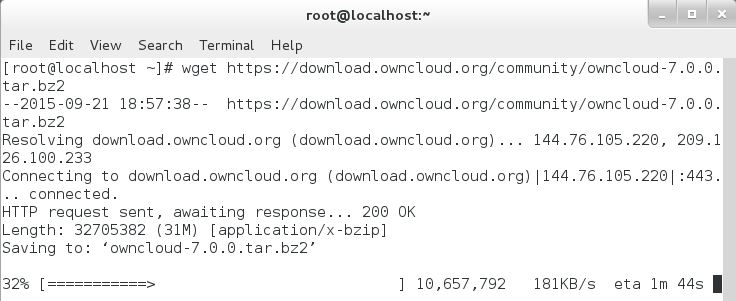 root@localhost:~
File Edit View Search Terminal Help
[root@localhost ~]# wget https://download.owncloud.org/community/owncloud-7.0.0.
tar.bz2
--2015-09-21 18:57:38--  https://download.owncloud.org/community/owncloud-7.0.0.
tar.bz2
Resolving download.owncloud.org (download.owncloud.org)... 144.76.105.220, 209.1
26.100.233
Connecting to download.owncloud.org (download.owncloud.org)|144.76.105.220|:443.
.. connected.
HTTP request sent, awaiting response... 200 OK
Length: 32705382 (31M) [application/x-bzip]
Saving to: ‘owncloud-7.0.0.tar.bz2’
32% [===========>                           ] 10,657,792   181KB/s  eta 1m 44s